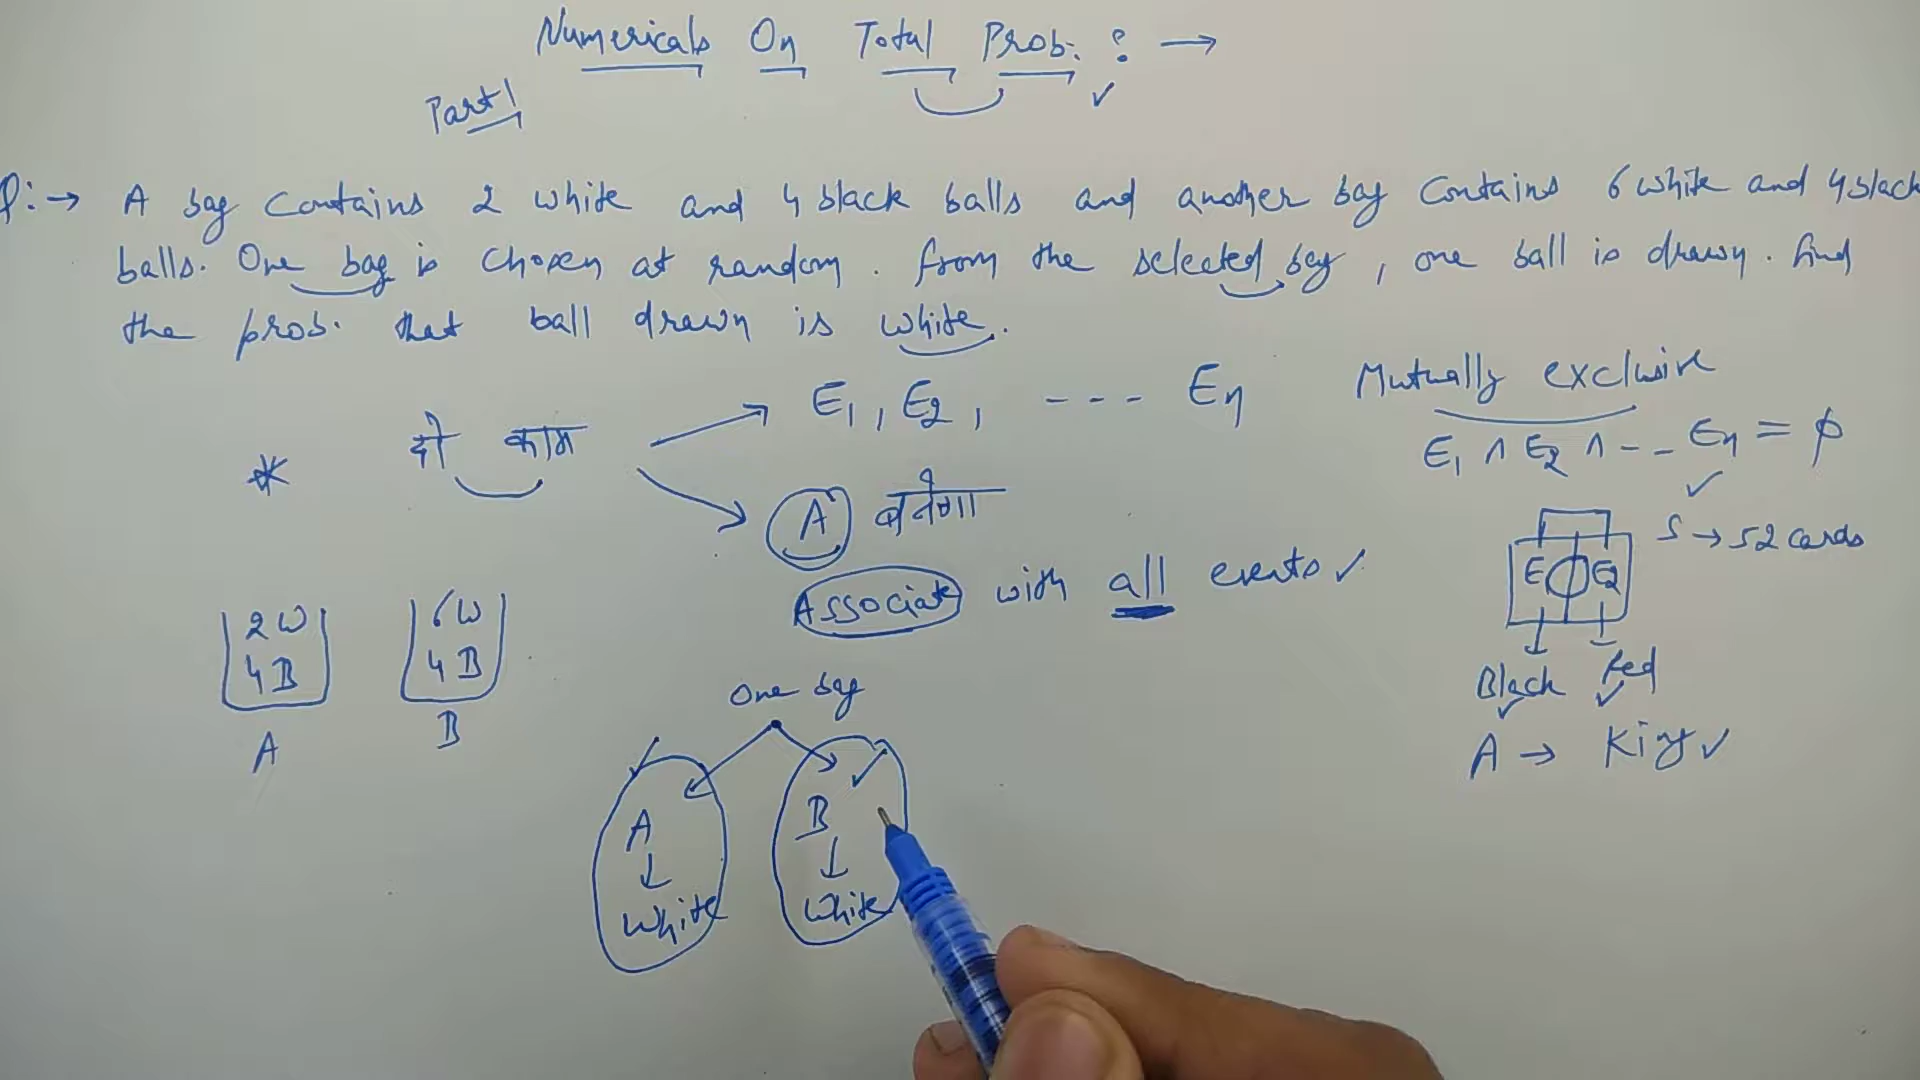 Numericals On Total Prob. : →
Part 1
Q:→ A bag contains 2 white and 4 black balls and another bag contains 6 white and 4 black
balls. One bag is chosen at random. from the selected bag, one ball is drawn. find
the prob. that ball drawn is white.
* दो काम → E1, E2, ---- En
A बनेगा
Associate with all events ✓
Mutually exclusive
E1 ∧ E2 ∧ -- En = φ
S → 52 cards
E E2
Black Red
A → King ✓
2W 6W
4B 4B
A B
One bag
A B
↓ ↓
White White